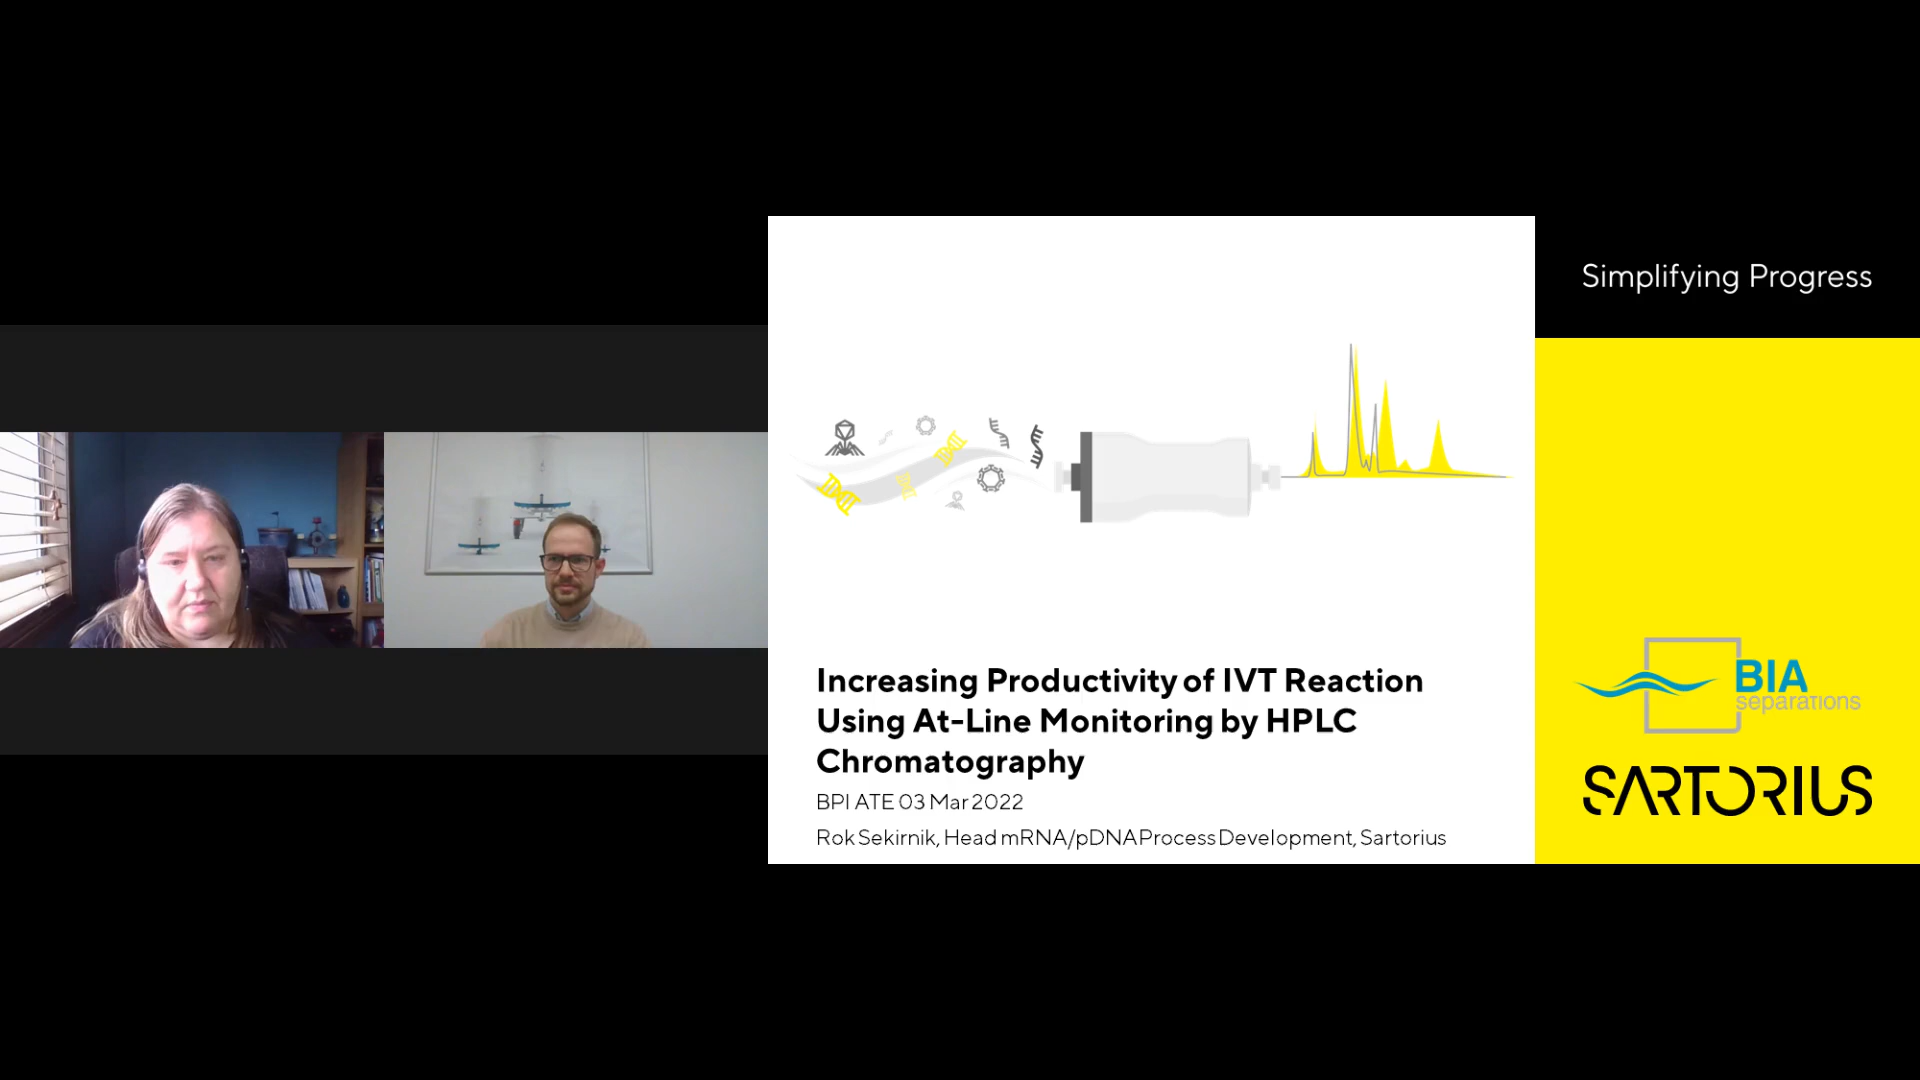 Simplifying Progress
Increasing Productivity of IVT Reaction
Using At-Line Monitoring by HPLC
Chromatography
BPI ATE 03 Mar 2022
Rok Sekirnik, Head mRNA/pDNA Process Development, Sartorius
BIA
separations
SARTORIUS